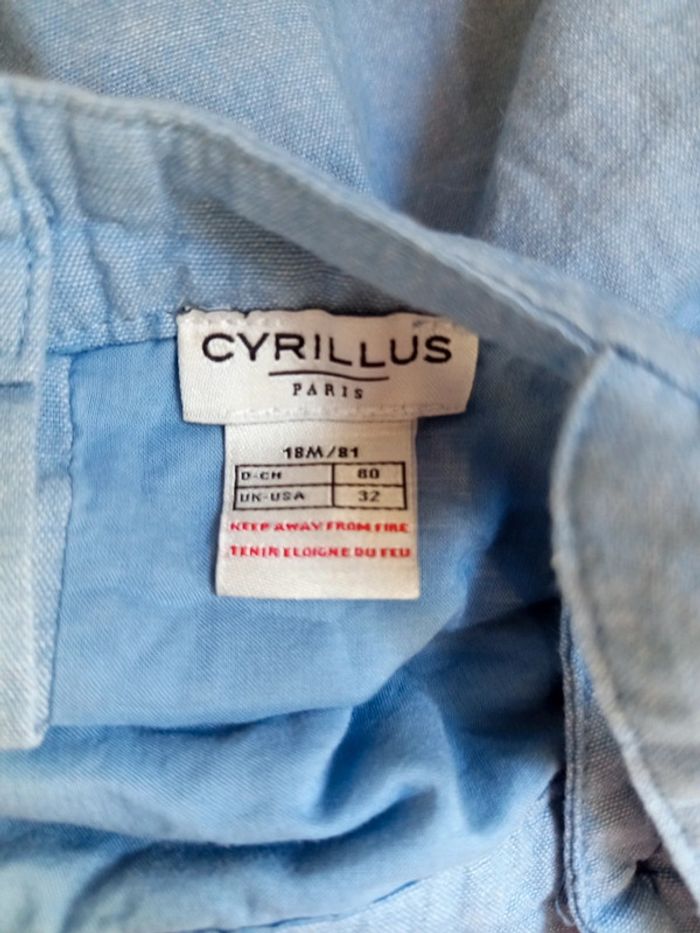 CYRILLUS
PARIS
18M/81
D-CH 80
UK-USA 32
KEEP AWAY FROM FIRE
TENIR ELOIGNE DU FEU